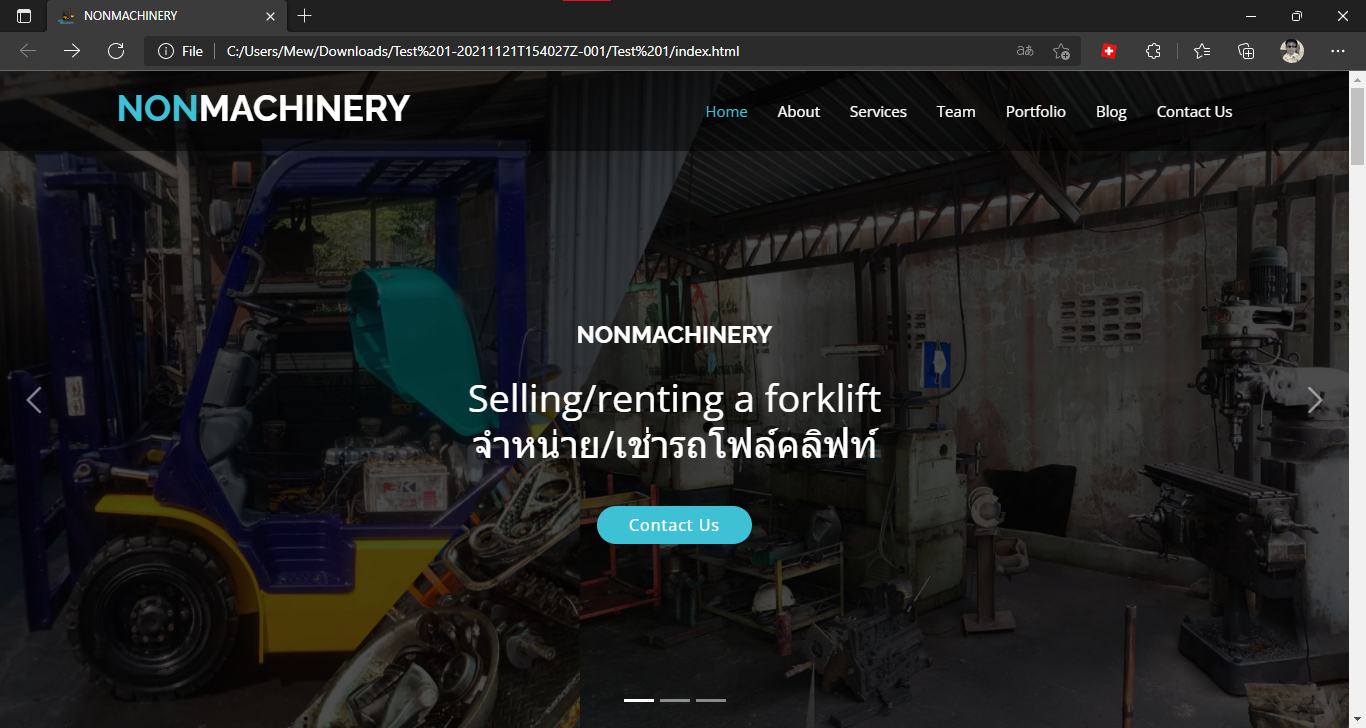 NONMACHINERY
File C:/Users/Mew/Downloads/Test%201-20211121T154027Z-001/Test%201/index.html aあ
NONMACHINERY Home About Services Team Portfolio Blog Contact Us
NONMACHINERY
Selling/renting a forklift
จำหน่าย/เช่ารถโฟล์คลิฟท์
Contact Us